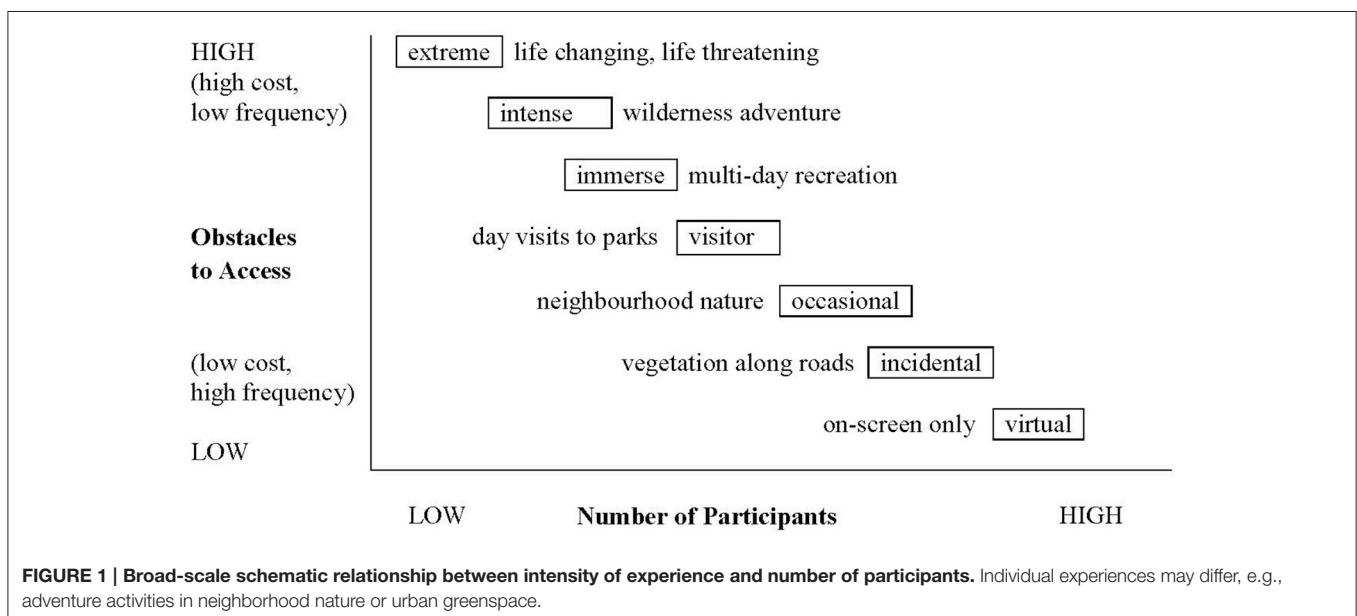 HIGH
(high cost,
low frequency)
extreme life changing, life threatening
intense wilderness adventure
immerse multi-day recreation
Obstacles
to Access
day visits to parks visitor
neighbourhood nature occasional
(low cost,
high frequency)
vegetation along roads incidental
on-screen only virtual
LOW
LOW Number of Participants HIGH
FIGURE 1 | Broad-scale schematic relationship between intensity of experience and number of participants. Individual experiences may differ, e.g.,
adventure activities in neighborhood nature or urban greenspace.